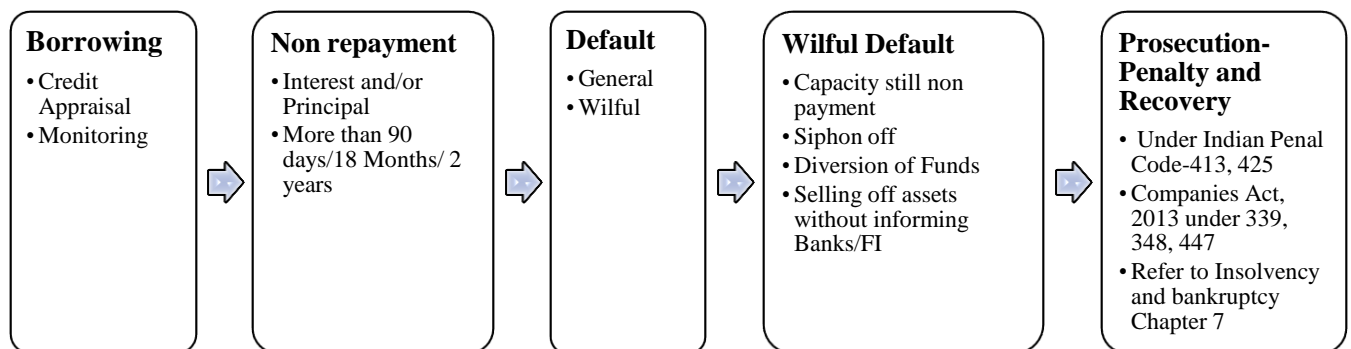 Borrowing
• Credit
Appraisal
• Monitoring
Non repayment
• Interest and/or
Principal
• More than 90
days/18 Months/ 2
years
Default
• General
• Wilful
Wilful Default
• Capacity still non
payment
• Siphon off
• Diversion of Funds
• Selling off assets
without informing
Banks/FI
Prosecution-
Penalty and
Recovery
• Under Indian Penal
Code-413, 425
• Companies Act,
2013 under 339,
348, 447
• Refer to Insolvency
and bankruptcy
Chapter 7